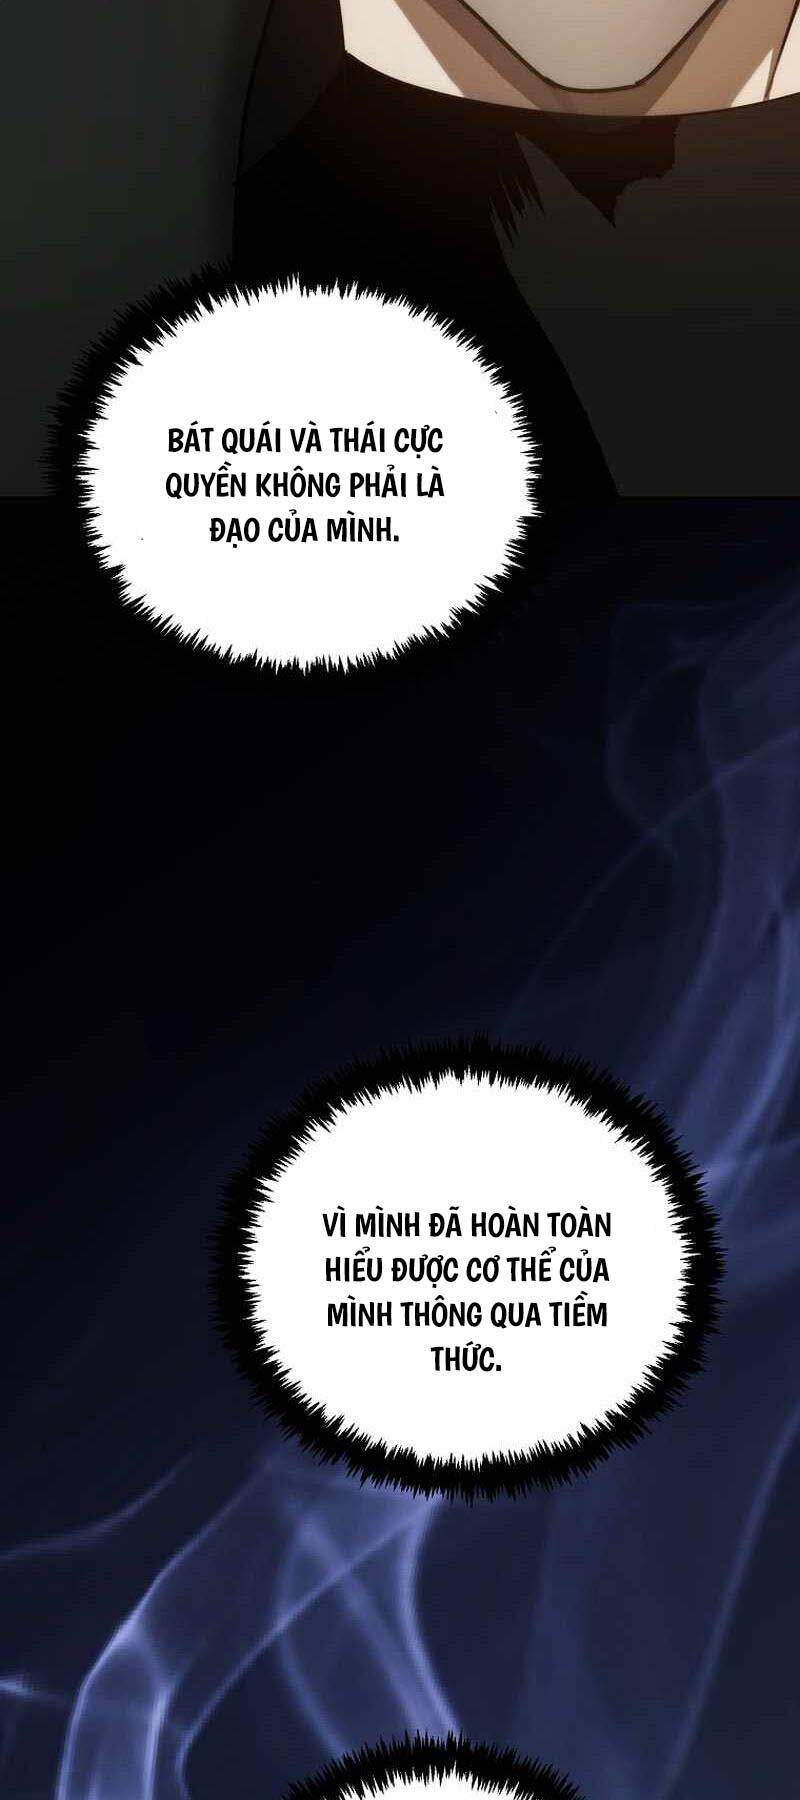 BÁT QUÁI VÀ THÁI CỰC
QUYỀN KHÔNG PHẢI LÀ
ĐẠO CỦA MÌNH.
VÌ MÌNH ĐÃ HOÀN TOÀN
HIỂU ĐƯỢC CƠ THỂ CỦA
MÌNH THÔNG QUA TIỀM
THỨC.